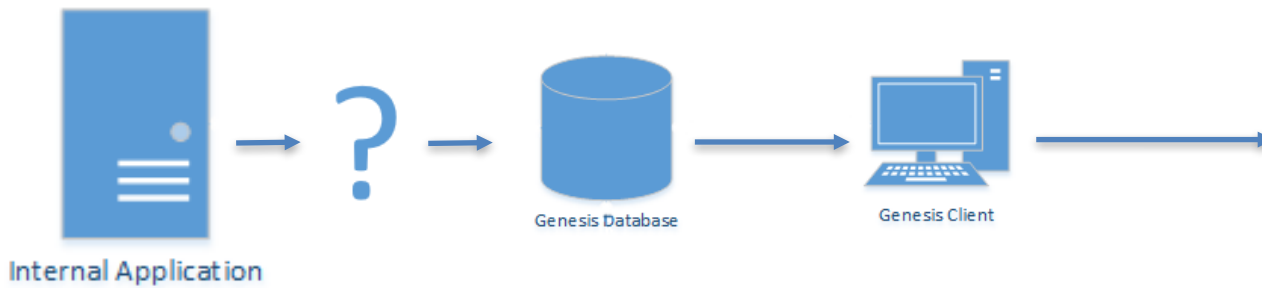 ?
Genesis Database
Genesis Client
Internal Application